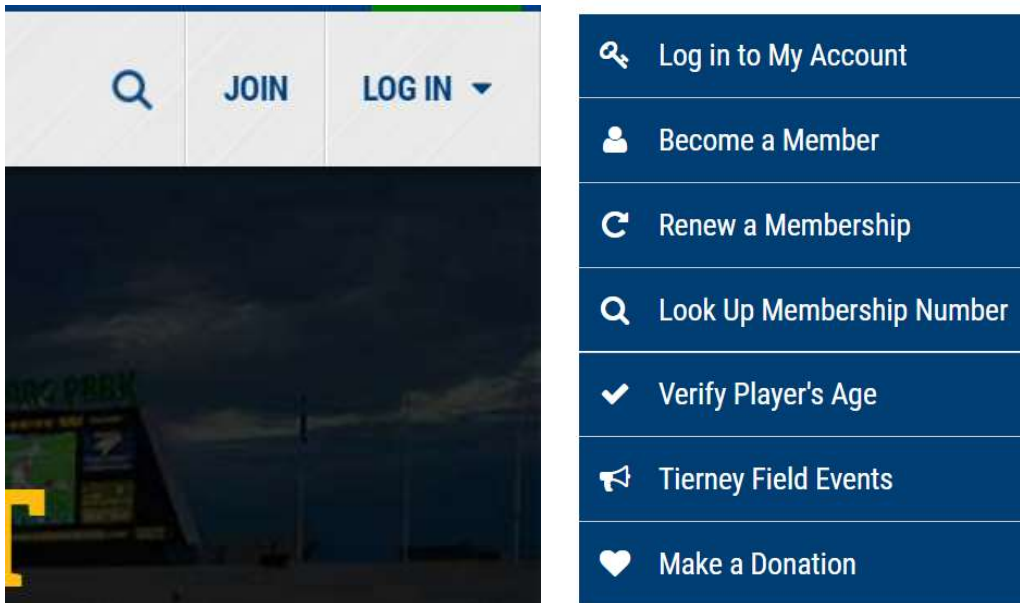 JOIN
LOG IN
PARK
T
Log in to My Account
Become a Member
Renew a Membership
Look Up Membership Number
Verify Player's Age
Tierney Field Events
Make a Donation